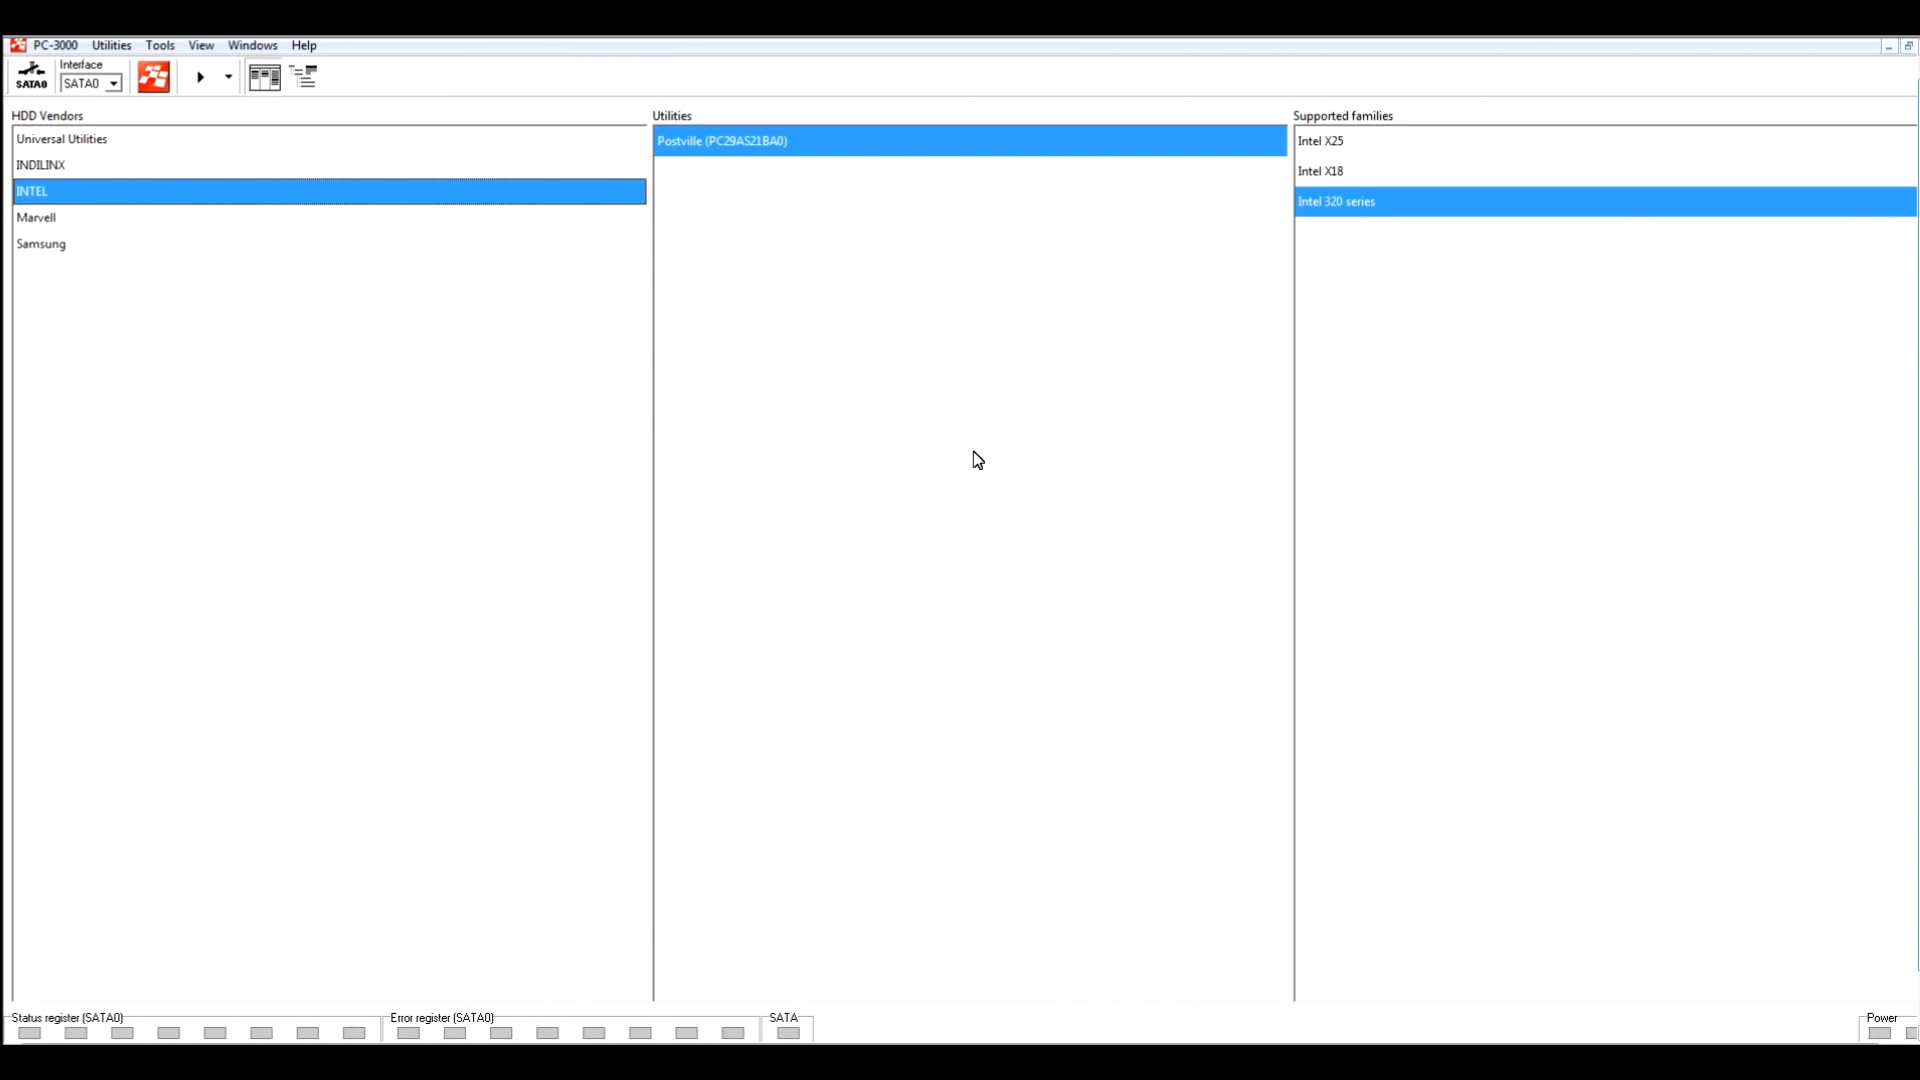 PC-3000 Utilities Tools View Windows Help
Interface
SATA0 SATA0
HDD Vendors Utilities Supported families
Universal Utilities Postville (PC29AS21BA0) Intel X25
INDILINX Intel X18
INTEL Intel 320 series
Marvell
Samsung
Status register (SATA0) Error register (SATA0) SATA Power